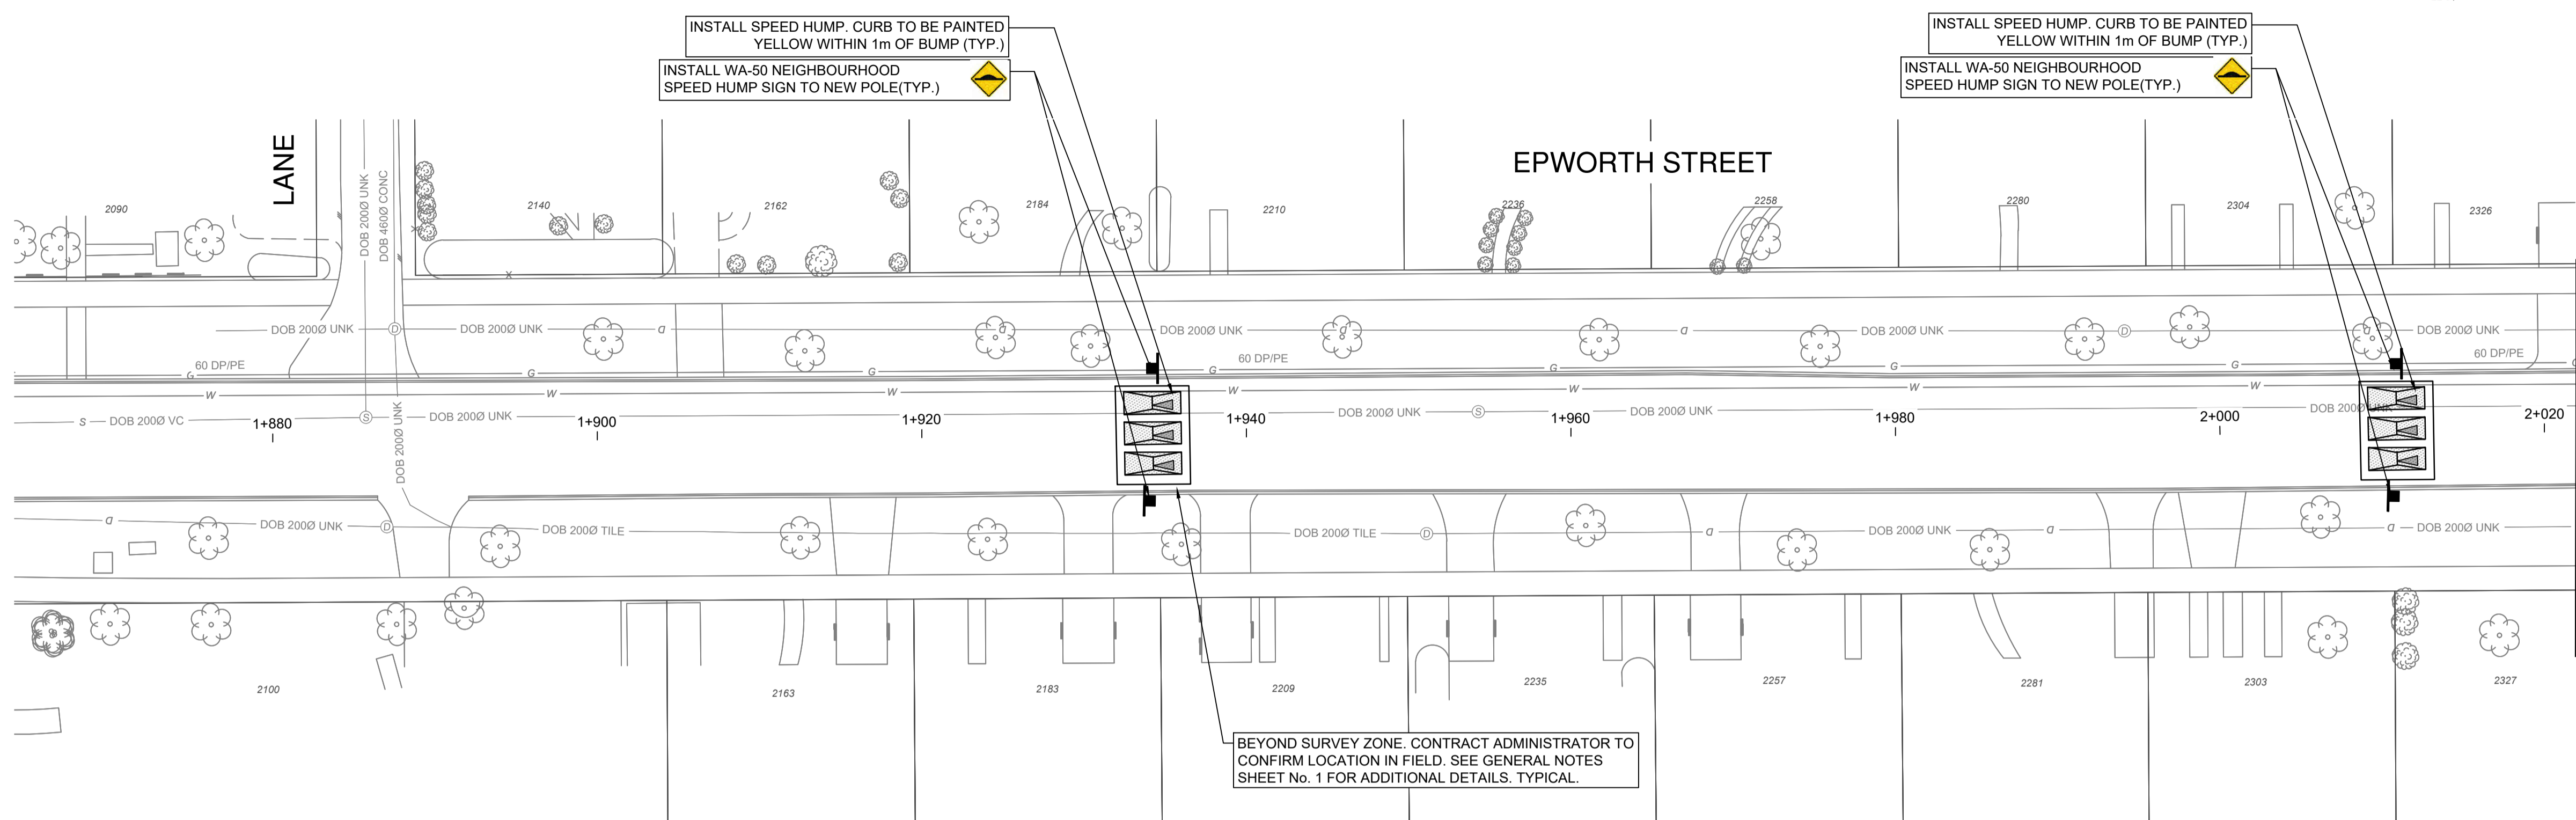 INSTALL SPEED HUMP. CURB TO BE PAINTED
YELLOW WITHIN 1m OF BUMP (TYP.)
INSTALL WA-50 NEIGHBOURHOOD
SPEED HUMP SIGN TO NEW POLE(TYP.)
INSTALL SPEED HUMP. CURB TO BE PAINTED
YELLOW WITHIN 1m OF BUMP (TYP.)
INSTALL WA-50 NEIGHBOURHOOD
SPEED HUMP SIGN TO NEW POLE(TYP.)
LANE
EPWORTH STREET
DOB 200Ø UNK
DOB 460Ø CONC
2090
2140
2162
2184
2210
2236
2258
2280
2304
2326
DOB 200Ø UNK
D
DOB 200Ø UNK
DOB 200Ø UNK
DOB 200Ø UNK
D
DOB 200Ø UNK
60 DP/PE
60 DP/PE
60 DP/PE
G
G
G
G
G
G
G
W
W
W
W
W
W
W
S
DOB 200Ø VC
S
DOB 200Ø UNK
DOB 200Ø UNK
S
DOB 200Ø UNK
DOB 200Ø UNK
1+880
1+900
1+920
1+940
1+960
1+980
2+000
2+020
DOB 200Ø UNK
DOB 200Ø UNK
D
DOB 200Ø TILE
DOB 200Ø TILE
D
DOB 200Ø UNK
DOB 200Ø UNK
2100
2163
2183
2209
2235
2257
2281
2303
2327
BEYOND SURVEY ZONE. CONTRACT ADMINISTRATOR TO
CONFIRM LOCATION IN FIELD. SEE GENERAL NOTES
SHEET No. 1 FOR ADDITIONAL DETAILS. TYPICAL.